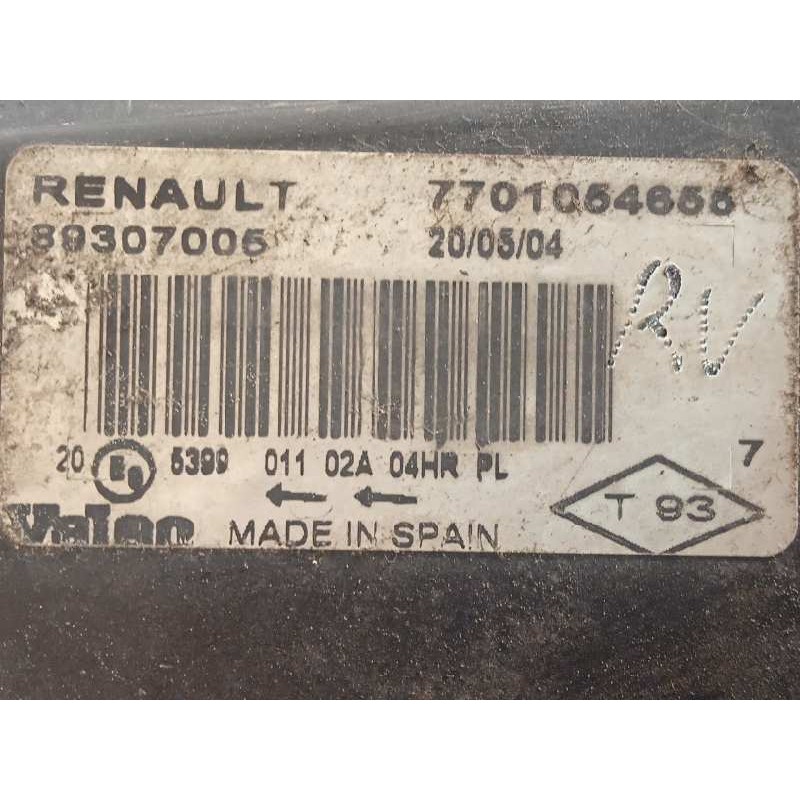 RENAULT 7701054655
89307005 20/05/04
RV
20 E9 5399 011 02A 04HR PL 7
Valeo MADE IN SPAIN T 93